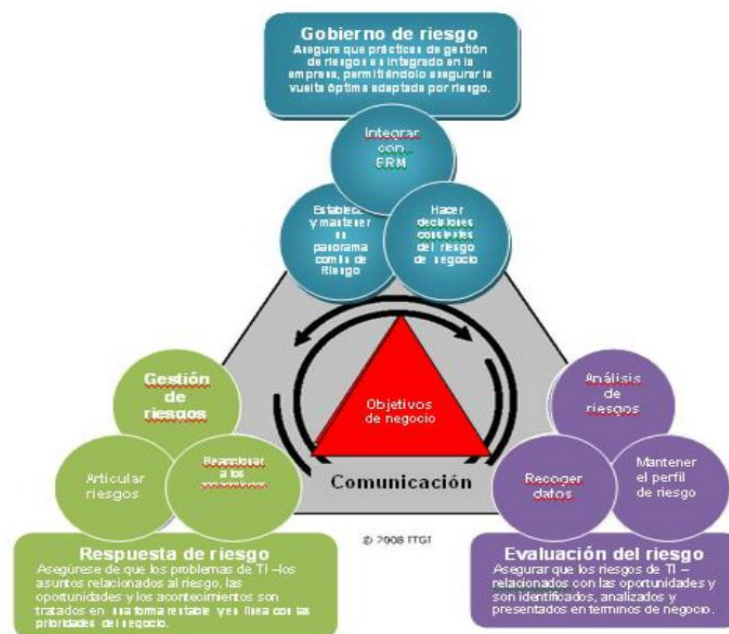 Gobierno de riesgo
Asegura que prácticas de gestión
de riesgos es integrado en la
empresa, permitiéndolo asegurar la
vuelta óptima adaptada por riesgo.
Integrar
con
ERM
Establecer
y mantener
un
panorama
común de
Riesgo
Hacer
decisiones
conscientes
del riesgo
de negocio
Gestión
de
riesgos
Articular
riesgos
Reaccionar
a los
Objetivos
de negocio
Comunicación
Análisis
de
riesgos
Recoger
datos
Mantener
el perfil
de riesgo
© 2008 ITGI
Respuesta de riesgo
Asegúrese de que los problemas de TI –los
asuntos relacionados al riesgo, las
oportunidades y los acontecimientos son
tratados en una forma rentable y en línea con las
prioridades del negocio.
Evaluación del riesgo
Asegurar que los riesgos de TI –
relacionados con las oportunidades y
son identificados, analizados y
presentados en terminos de negocio.